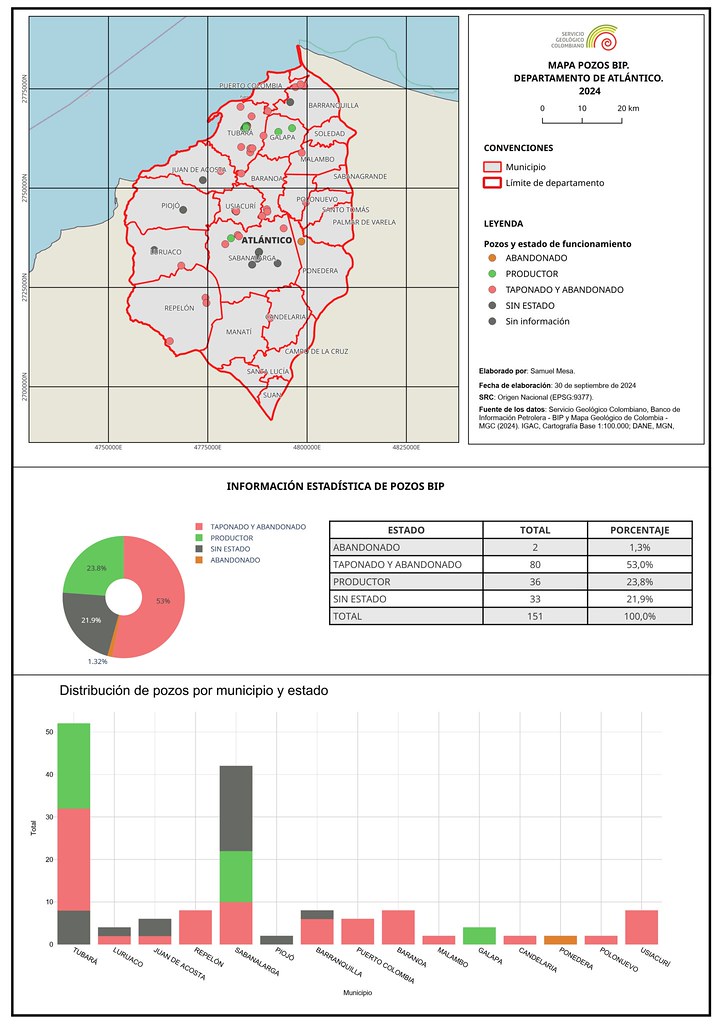 SERVICIO
GEOLÓGICO
COLOMBIANO
MAPA POZOS BIP.
DEPARTAMENTO DE ATLÁNTICO.
2024
0 10 20 km
CONVENCIONES
Municipio
Límite de departamento
LEYENDA
Pozos y estado de funcionamiento
ABANDONADO
PRODUCTOR
TAPONADO Y ABANDONADO
SIN ESTADO
Sin información
Elaborado por: Samuel Mesa.
Fecha de elaboración: 30 de septiembre de 2024
SRC: Origen Nacional (EPSG:9377).
Fuente de los datos: Servicio Geológico Colombiano, Banco de
Información Petrolera - BIP y Mapa Geológico de Colombia -
MGC (2024). IGAC, Cartografía Base 1:100.000; DANE, MGN,
2775000N
2750000N
2725000N
2700000N
4750000E 4775000E 4800000E 4825000E
PUERTO COLOMBIA
BARRANQUILLA
TUBARÁ
GALAPA
SOLEDAD
MALAMBO
JUAN DE ACOSTA
BARANOA
SABANAGRANDE
PIOJÓ
USIACURÍ
POLONUEVO
SANTO TOMÁS
PALMAR DE VARELA
ATLÁNTICO
LURUACO
SABANALARGA
PONEDERA
REPELÓN
CANDELARIA
MANATÍ
CAMPO DE LA CRUZ
SANTA LUCÍA
SUAN
INFORMACIÓN ESTADÍSTICA DE POZOS BIP
23.8%
53%
21.9%
1.32%
TAPONADO Y ABANDONADO
PRODUCTOR
SIN ESTADO
ABANDONADO
ESTADO TOTAL PORCENTAJE
ABANDONADO 2 1,3%
TAPONADO Y ABANDONADO 80 53,0%
PRODUCTOR 36 23,8%
SIN ESTADO 33 21,9%
TOTAL 151 100,0%
Distribución de pozos por municipio y estado
Total
50
40
30
20
10
0
TUBARÁ LURUACO JUAN DE ACOSTA REPELÓN SABANALARGA PIOJÓ BARRANQUILLA PUERTO COLOMBIA BARANOA MALAMBO GALAPA CANDELARIA PONEDERA POLONUEVO USIACURÍ
Municipio